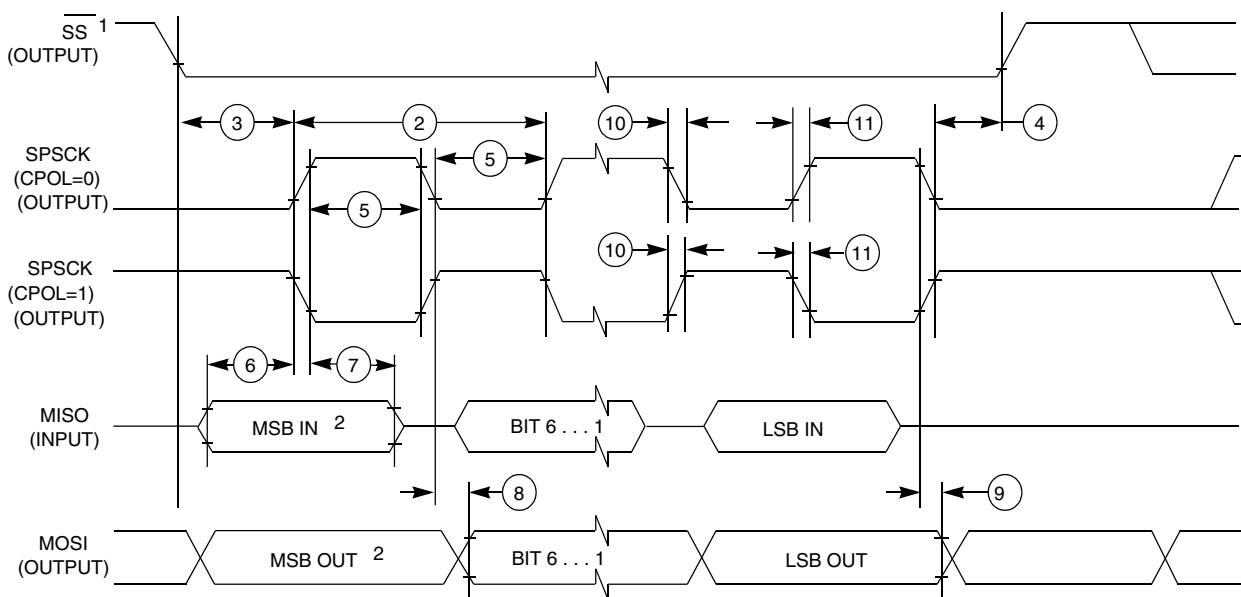 SS 1
(OUTPUT)
3
2
10
11
4
SPSCK
(CPOL=0)
(OUTPUT)
5
5
SPSCK
(CPOL=1)
(OUTPUT)
10
11
6
7
MISO
(INPUT)
MSB IN 2
BIT 6 . . . 1
LSB IN
8
9
MOSI
(OUTPUT)
MSB OUT 2
BIT 6 . . . 1
LSB OUT